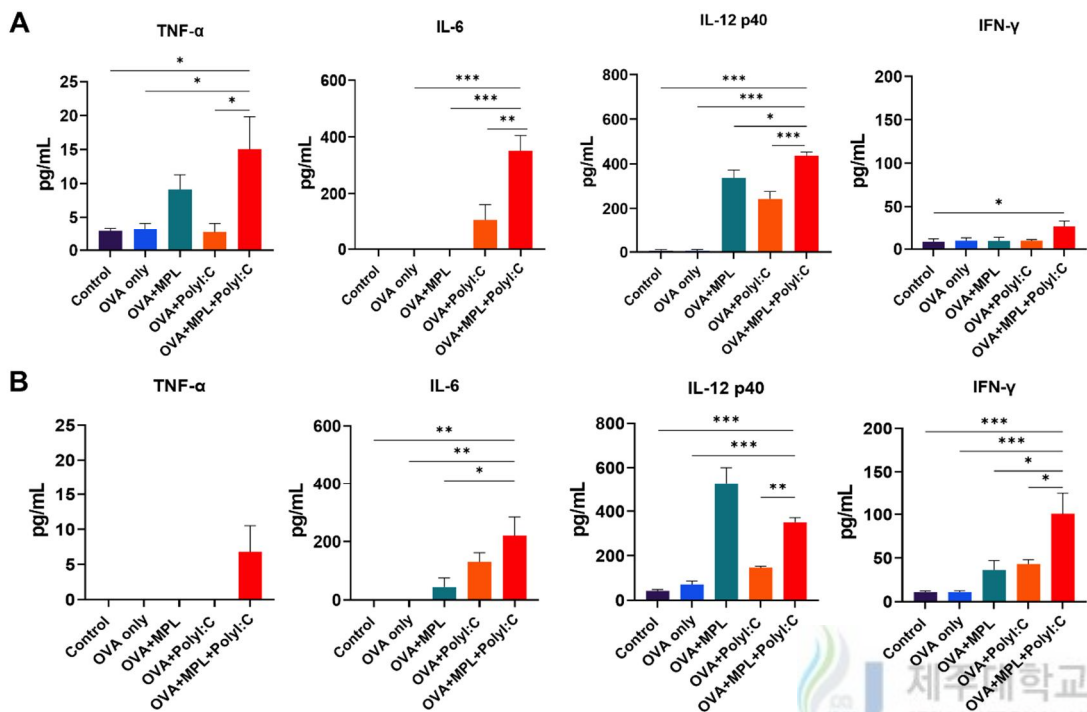 A
TNF-α
IL-6
IL-12 p40
IFN-γ
pg/mL
25
20
15
10
5
0
*
*
*
Control
OVA only
OVA+MPL
OVA+PolyI:C
OVA+MPL+PolyI:C
pg/mL
600
400
200
0
***
***
**
Control
OVA only
OVA+MPL
OVA+PolyI:C
OVA+MPL+PolyI:C
pg/mL
800
600
400
200
0
***
***
*
***
Control
OVA only
OVA+MPL
OVA+PolyI:C
OVA+MPL+PolyI:C
pg/mL
200
150
100
50
0
*
Control
OVA only
OVA+MPL
OVA+PolyI:C
OVA+MPL+PolyI:C
B
TNF-α
IL-6
IL-12 p40
IFN-γ
pg/mL
25
20
15
10
5
0
Control
OVA only
OVA+MPL
OVA+PolyI:C
OVA+MPL+PolyI:C
pg/mL
600
400
200
0
**
**
*
Control
OVA only
OVA+MPL
OVA+PolyI:C
OVA+MPL+PolyI:C
pg/mL
800
600
400
200
0
***
***
**
Control
OVA only
OVA+MPL
OVA+PolyI:C
OVA+MPL+PolyI:C
pg/mL
200
150
100
50
0
***
***
*
*
Control
OVA only
OVA+MPL
OVA+PolyI:C
OVA+MPL+PolyI:C
제주대학교